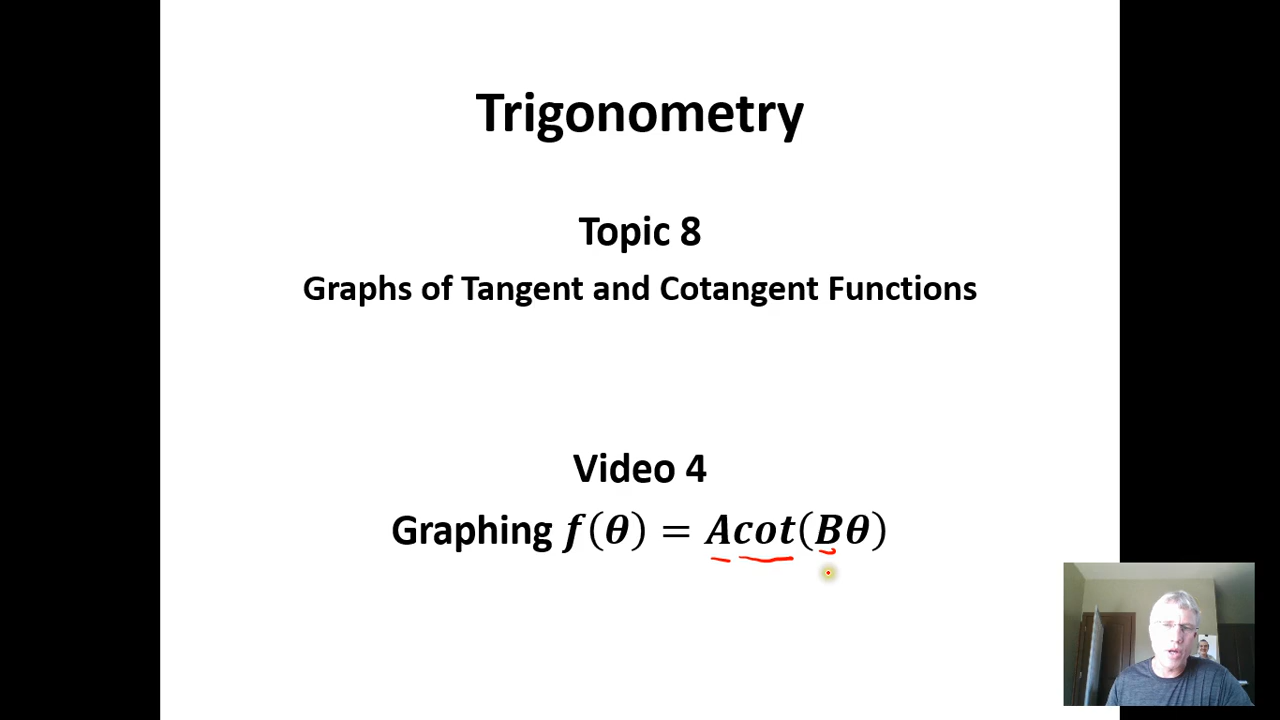 Trigonometry
Topic 8
Graphs of Tangent and Cotangent Functions
Video 4
Graphing f(θ) = Acot(Bθ)